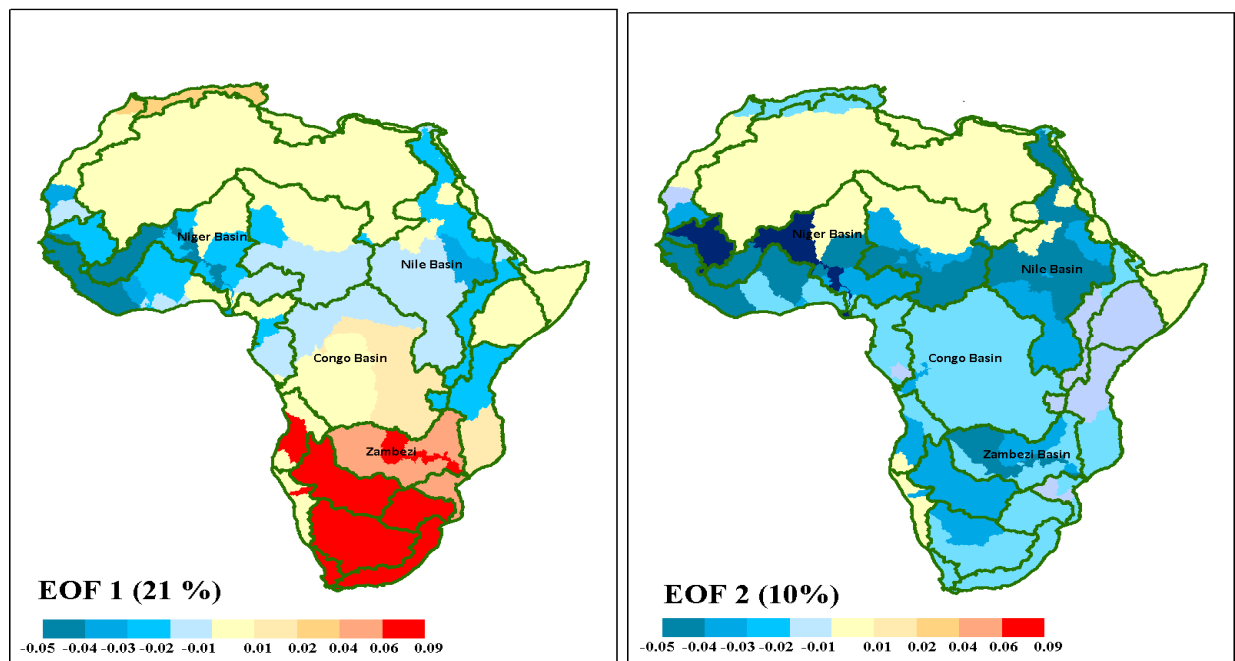 Niger Basin
Nile Basin
Congo Basin
Zambezi
EOF 1 (21 %)
-0.05 -0.04 -0.03 -0.02 -0.01 0.01 0.02 0.04 0.06 0.09
Niger Basin
Nile Basin
Congo Basin
Zambezi Basin
EOF 2 (10%)
-0.05 -0.04 -0.03 -0.02 -0.01 0.01 0.02 0.04 0.06 0.09